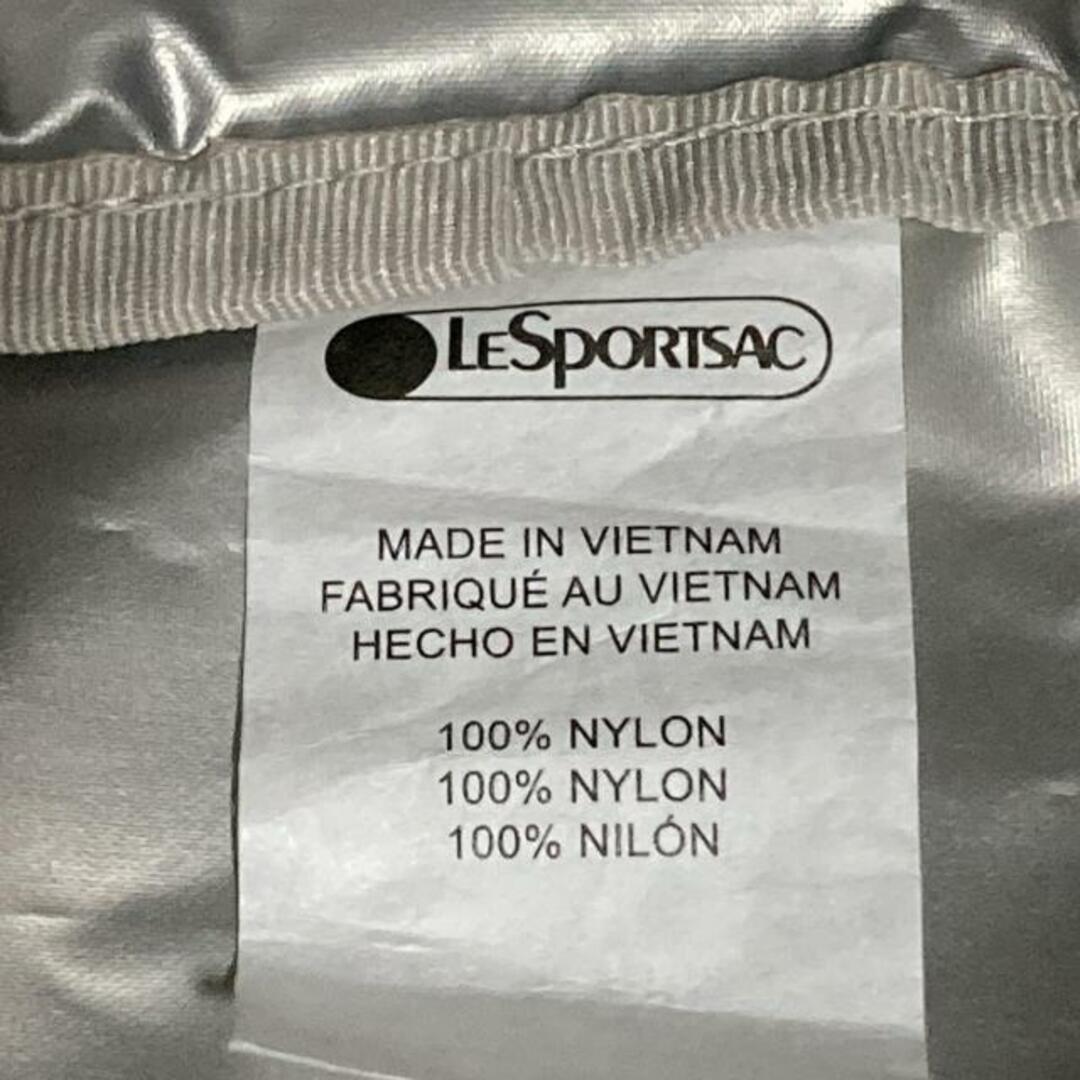 LESPORTSAC
MADE IN VIETNAM
FABRIQUÉ AU VIETNAM
HECHO EN VIETNAM
100% NYLON
100% NYLON
100% NILÓN